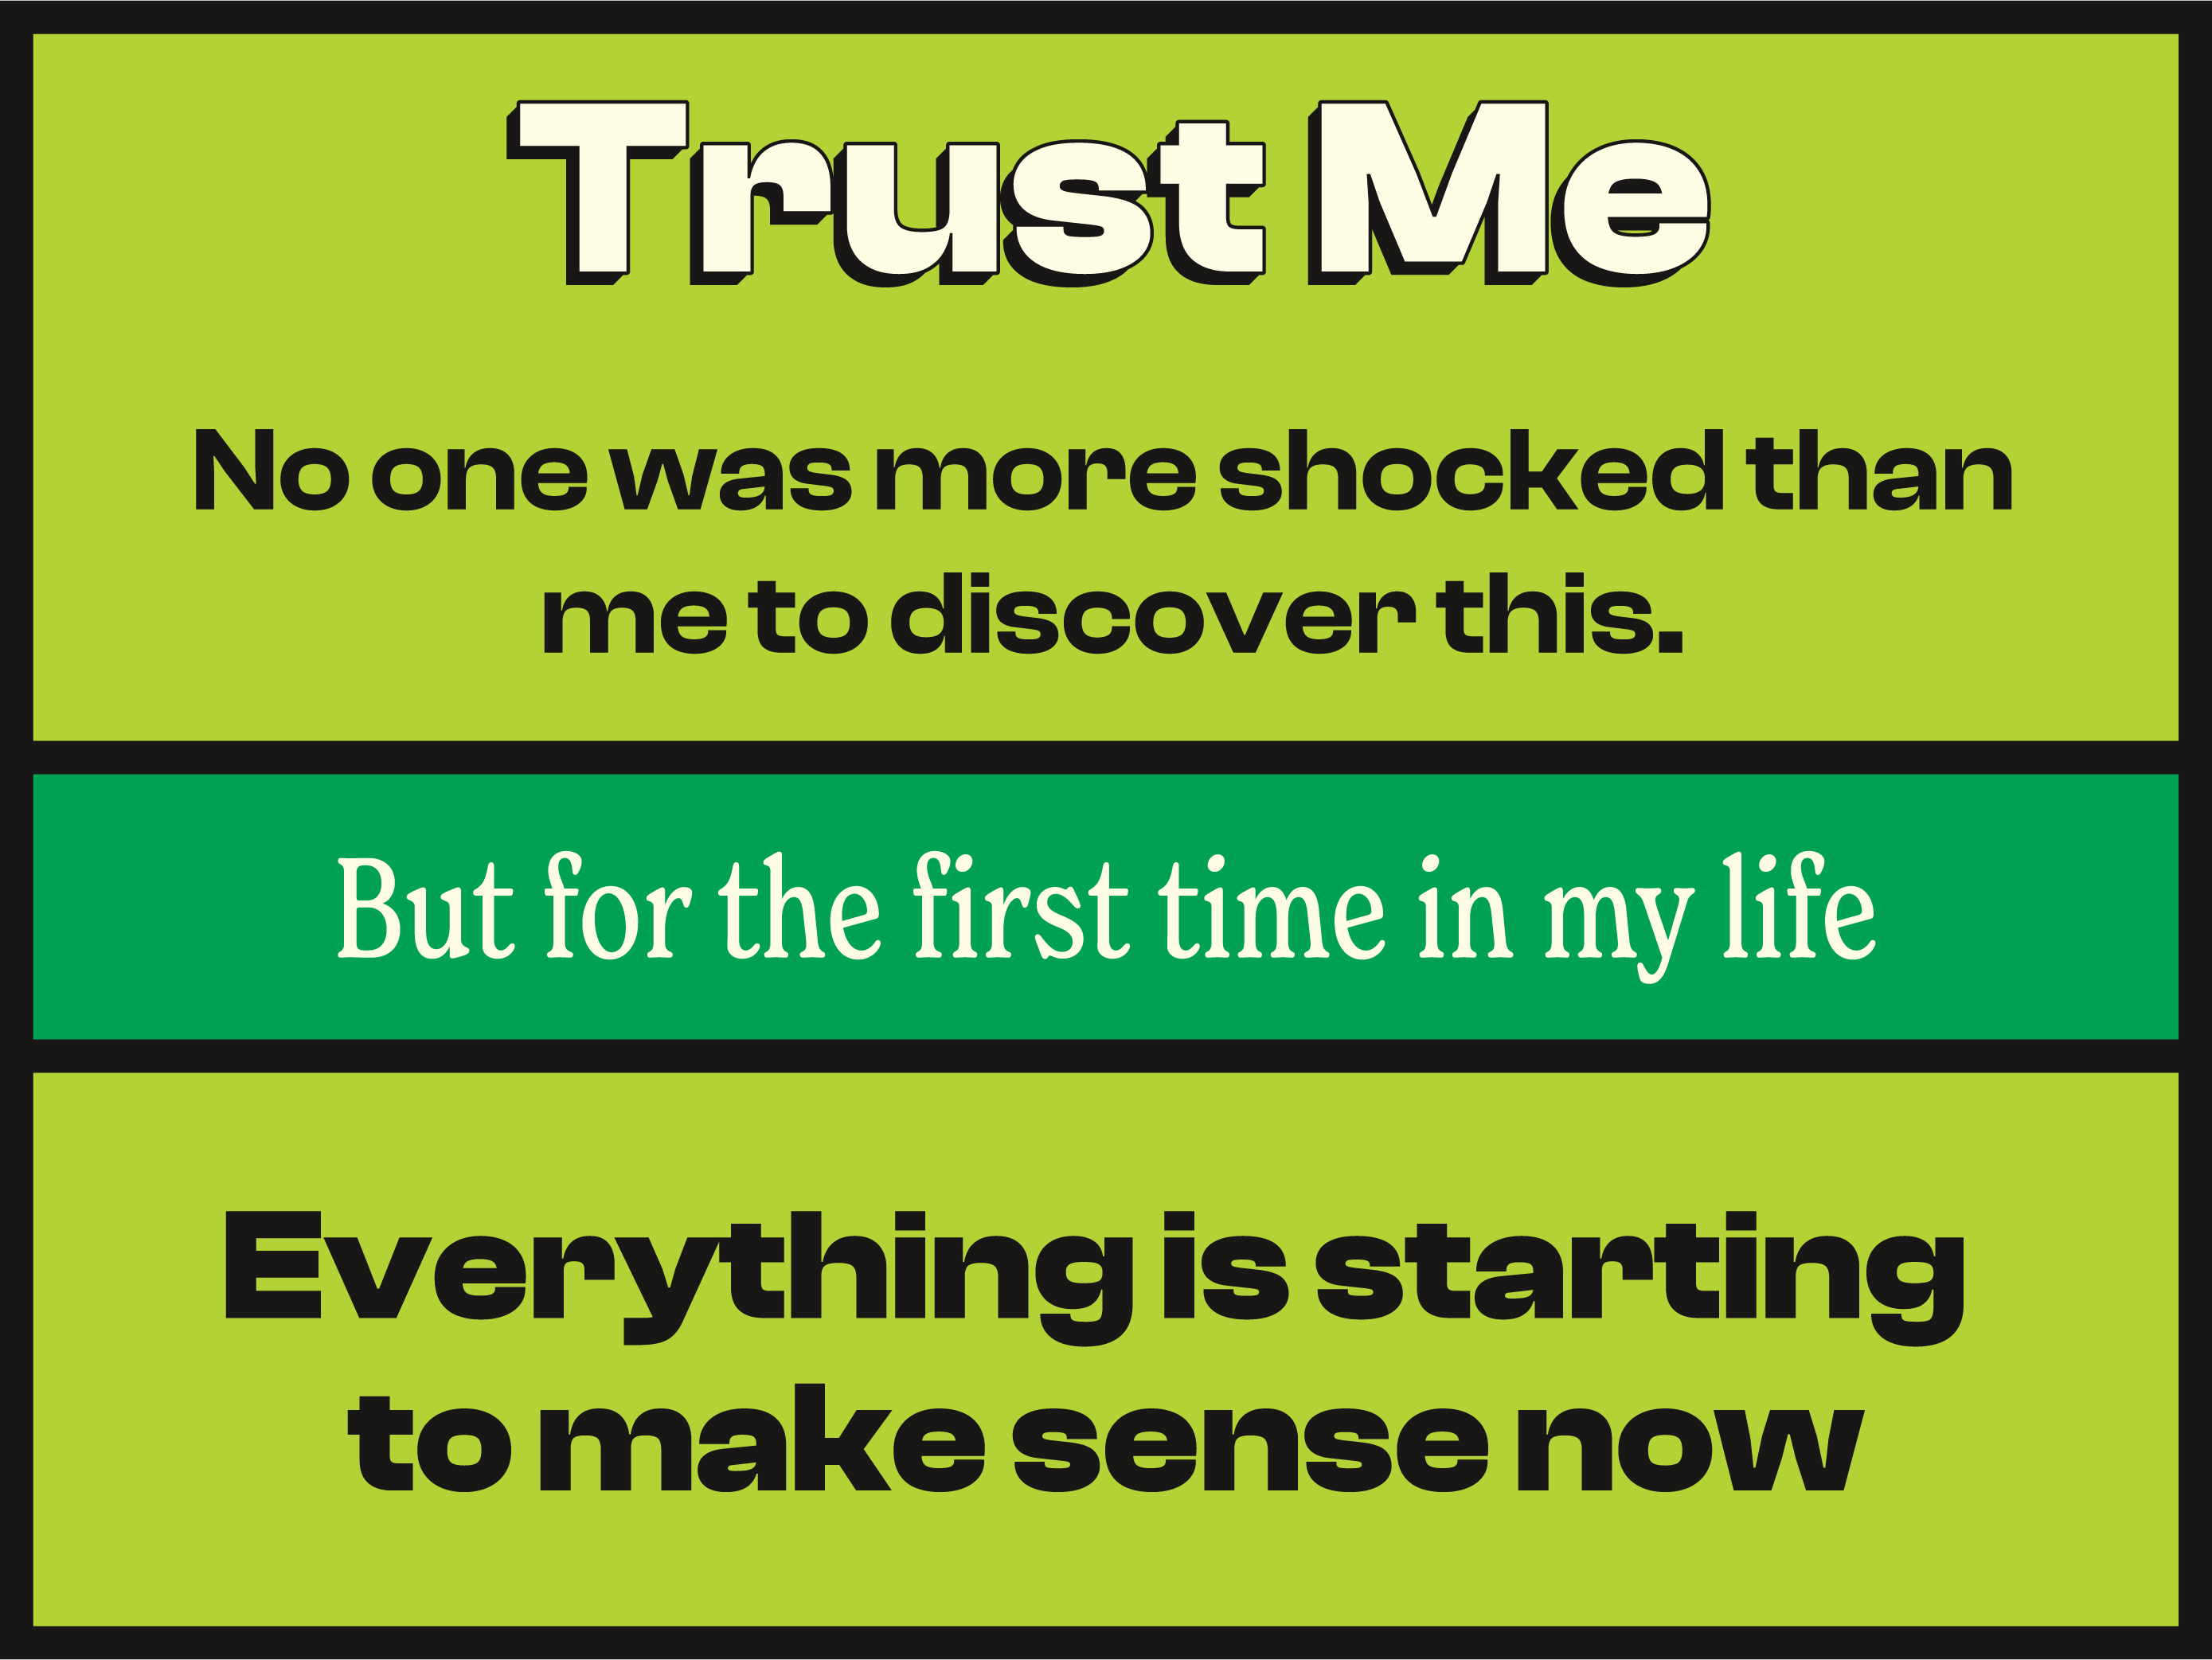 Trust Me
No one was more shocked than
me to discover this.
But for the first time in my life
Everything is starting
to make sense now